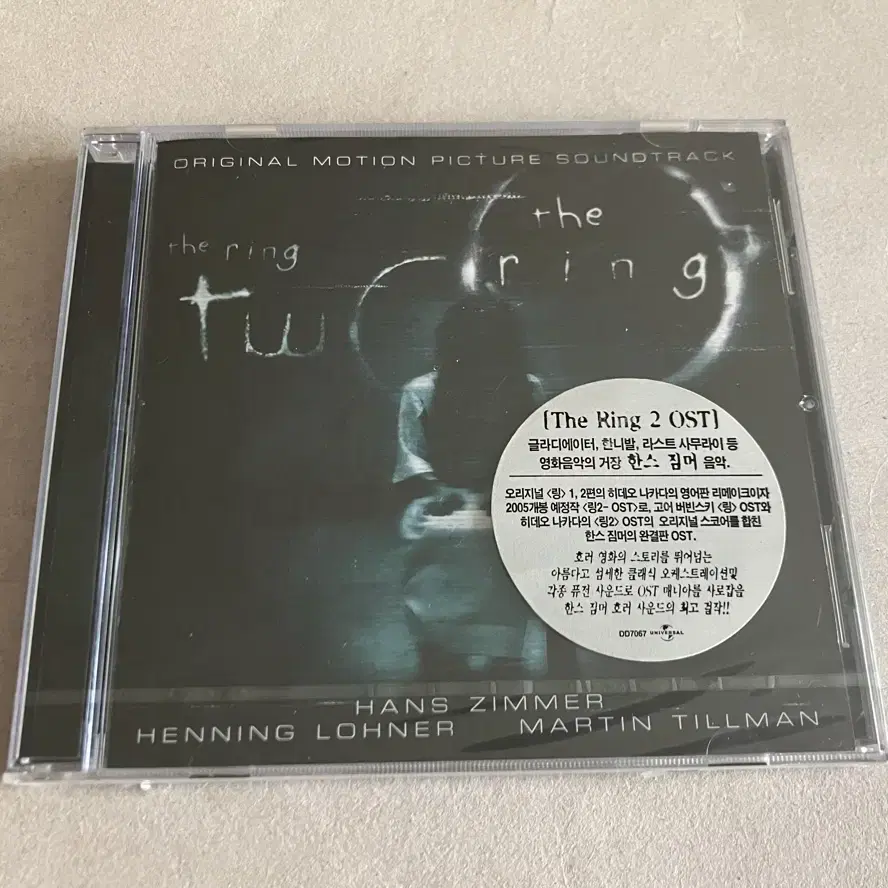 ORIGINAL MOTION PICTURE SOUNDTRACK
the ring
two
the
ring
[The Ring 2 OST]
글라디에이터, 한니발, 라스트 사무라이 등
영화음악의 거장 한스 짐머 음악.
오리지널 <링> 1, 2편의 히데오 나카다의 영어판 리메이크이자
2005개봉 예정작 <링2- OST>로, 고어 버빈스키 <링> OST와
히데오 나카다의 <링2> OST의 오리지널 스코어를 합친
한스 짐머의 완결판 OST.
호러 영화의 스토리를 뛰어넘는
아름다고 섬세한 클래식 오케스트레이션및
각종 퓨전 사운드로 OST 매니아를 사로잡을
한스 짐머 호러 사운드의 최고 걸작!!
DD7067 UNIVERSAL
HANS ZIMMER
HENNING LOHNER MARTIN TILLMAN